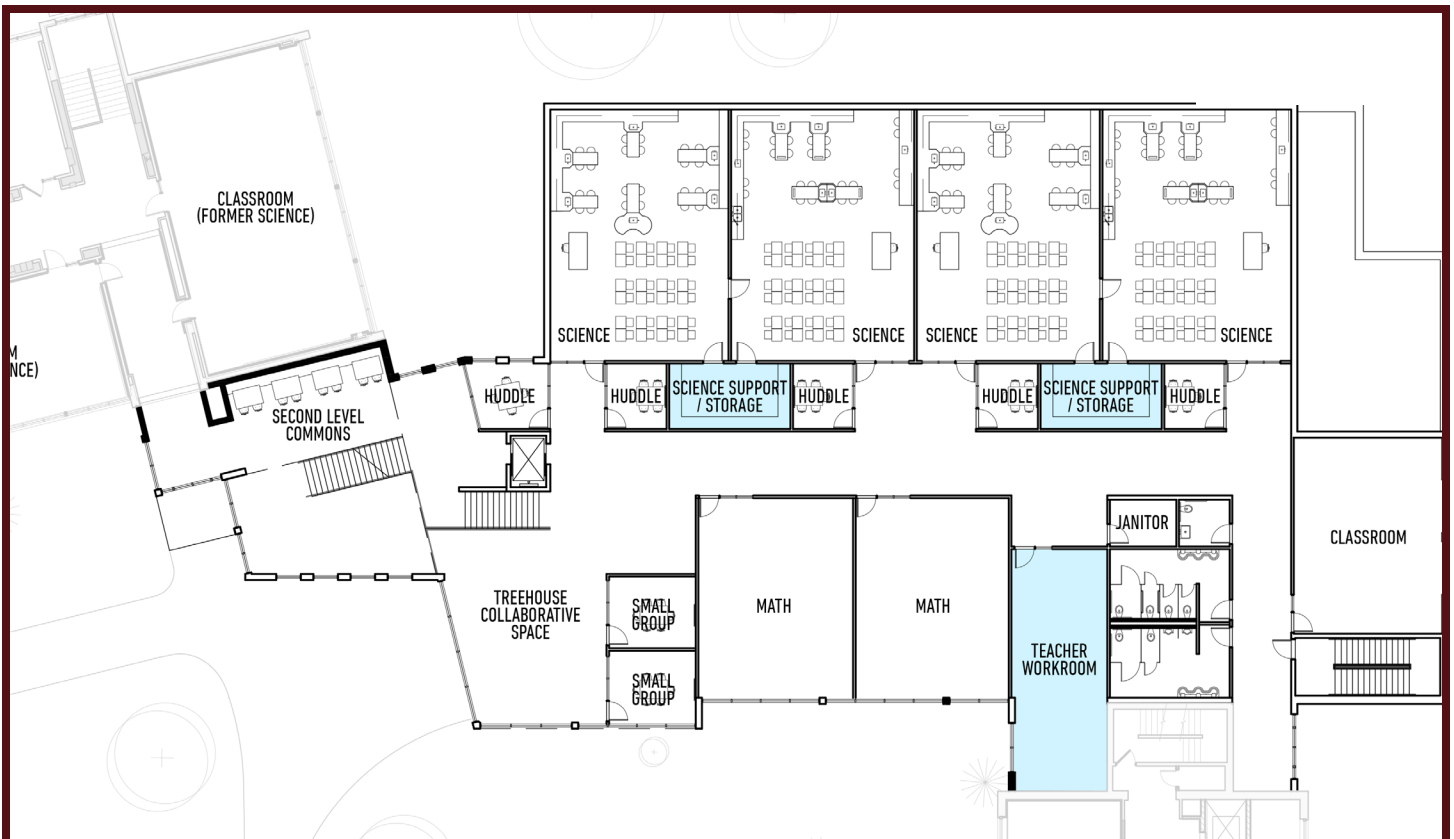 CLASSROOM
(FORMER SCIENCE)
SCIENCE
SCIENCE
SCIENCE
SCIENCE
M
NCE)
HUDDLE
HUDDLE
SCIENCE SUPPORT
/ STORAGE
HUDDLE
HUDDLE
SCIENCE SUPPORT
/ STORAGE
HUDDLE
SECOND LEVEL
COMMONS
JANITOR
CLASSROOM
TREEHOUSE
COLLABORATIVE
SPACE
SMALL
GROUP
MATH
MATH
TEACHER
WORKROOM
SMALL
GROUP